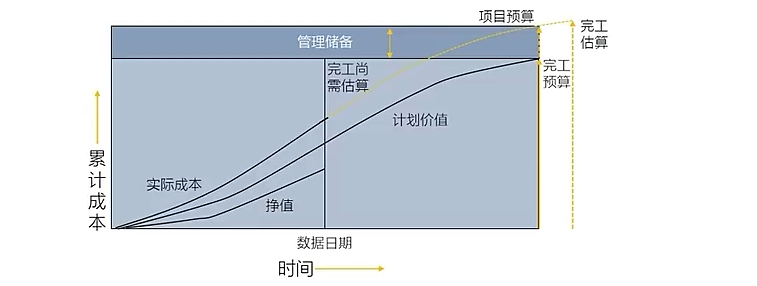 项目预算
管理储备
完工
估算
完工尚
需估算
完工
预算
计划价值
累计成本
实际成本
挣值
数据日期
时间